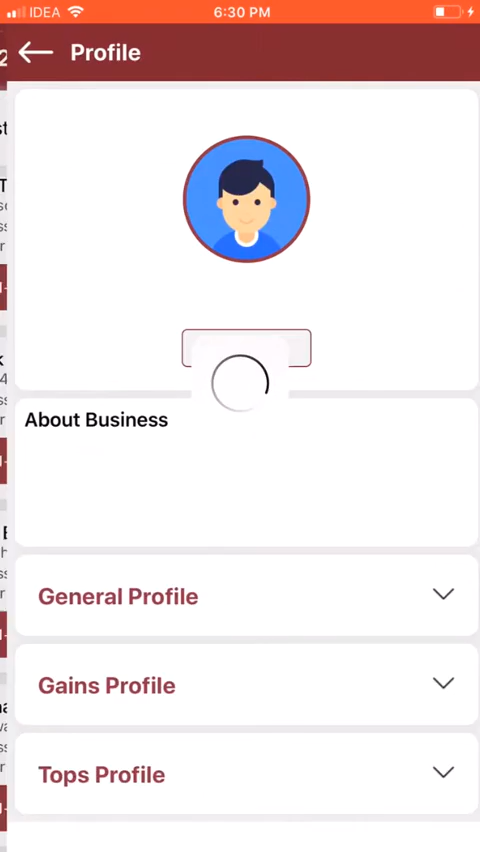 IDEA 6:30 PM
Profile
About Business
General Profile
Gains Profile
Tops Profile